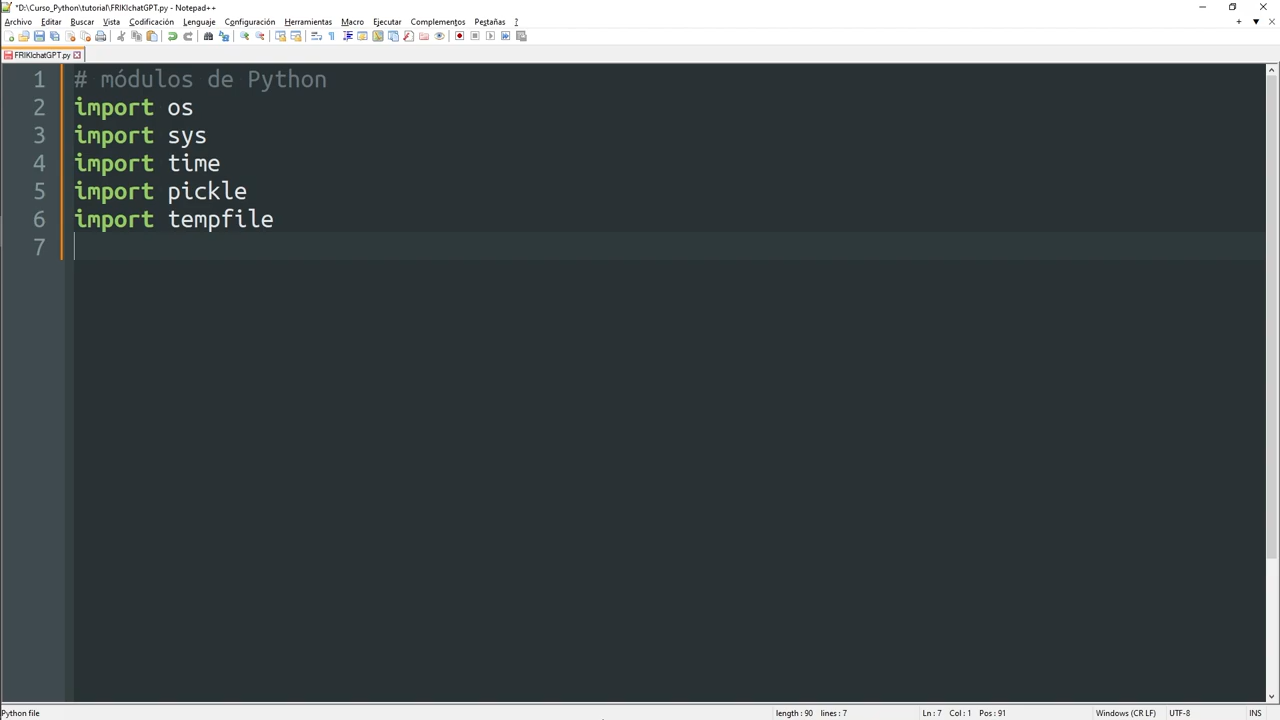 *D:\Curso_Python\tutorial\FRIKIchatGPT.py - Notepad++
Archivo Editar Buscar Vista Codificación Lenguaje Configuración Herramientas Macro Ejecutar Complementos Pestañas ?
FRIKIchatGPT.py
1 # módulos de Python
2 import os
3 import sys
4 import time
5 import pickle
6 import tempfile
7
Python file length: 90 lines: 7 Ln: 7 Col: 1 Pos: 91 Windows (CR LF) UTF-8 INS